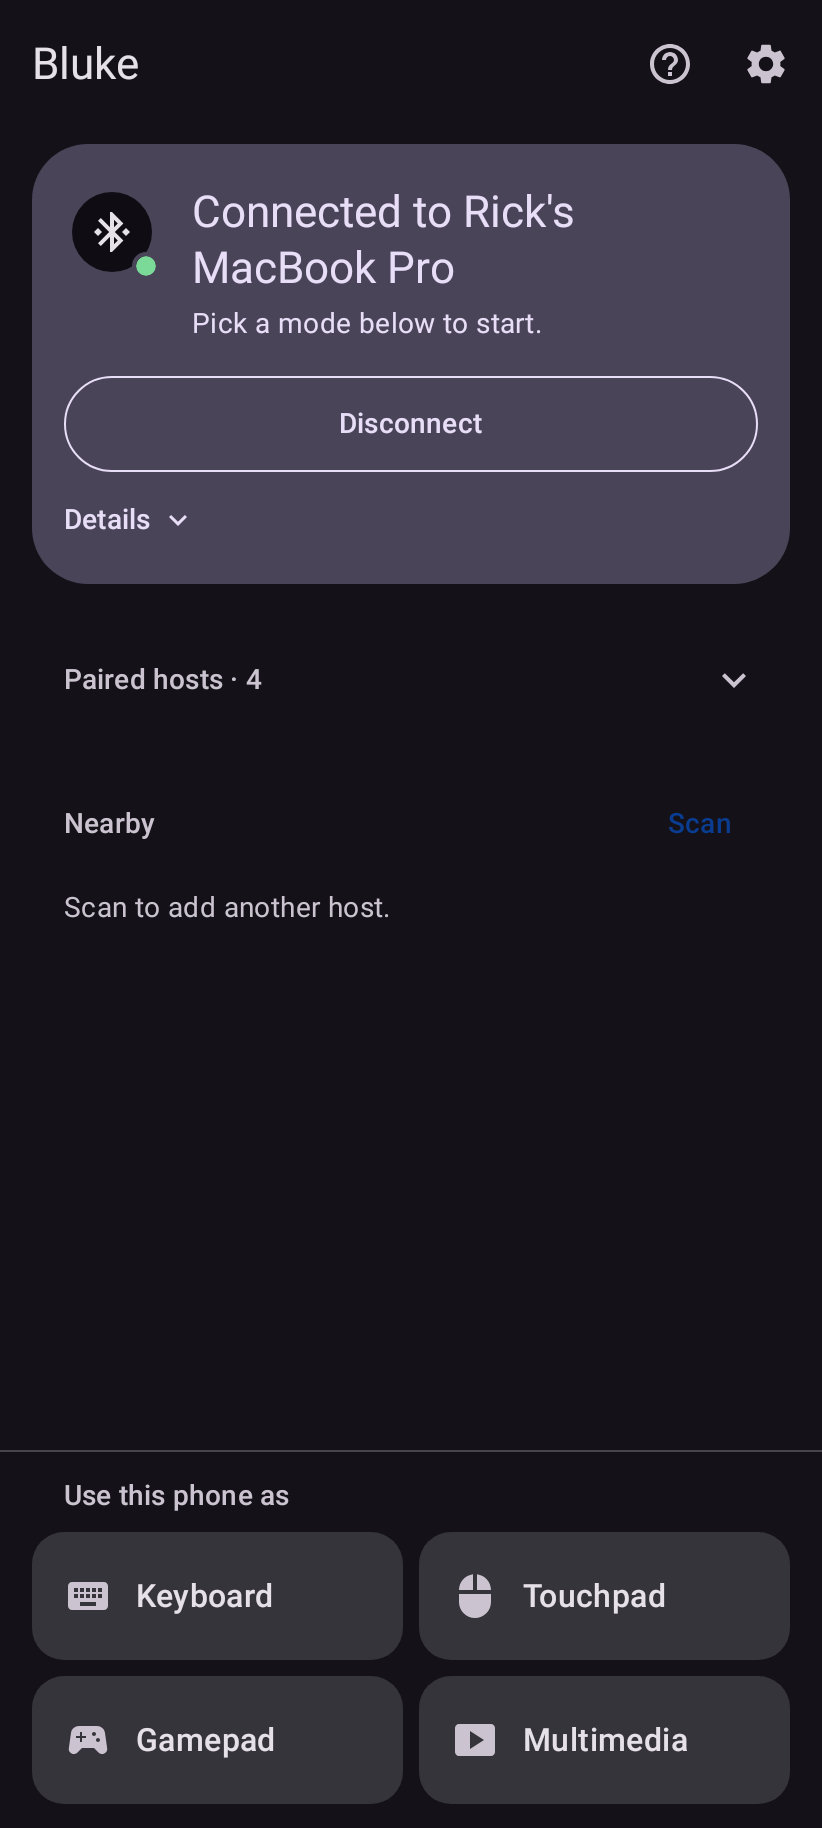 Bluke
Connected to Rick's
MacBook Pro
Pick a mode below to start.
Disconnect
Details
Paired hosts · 4
Nearby
Scan
Scan to add another host.
Use this phone as
Keyboard
Touchpad
Gamepad
Multimedia